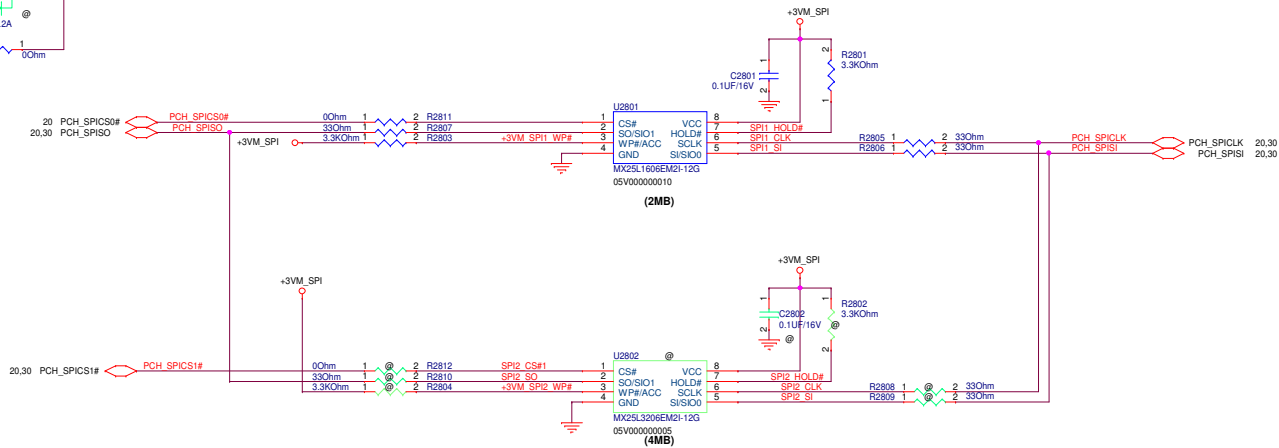 @
.2A
1
0Ohm
+3VM_SPI
2
R2801
3.3KOhm
1
1
C2801
0.1UF/16V
2
U2801
20 PCH_SPICS0#
PCH_SPICS0#
0Ohm 1 2 R2811
1 CS# VCC 8
20,30 PCH_SPISO
PCH_SPISO
33Ohm 1 2 R2807
2 SO/SIO1 HOLD# 7
SPI1_HOLD#
+3VM_SPI
3.3KOhm 1 2 R2803
+3VM_SPI1_WP#
3 WP#/ACC SCLK 6
SPI1_CLK
R2805 1 2 33Ohm
PCH_SPICLK
PCH_SPICLK 20,30
4 GND SI/SIO0 5
SPI1_SI
R2806 1 2 33Ohm
PCH_SPISI
PCH_SPISI 20,30
MX25L1606EM2I-12G
05V000000010
(2MB)
+3VM_SPI
+3VM_SPI
1
C2802
0.1UF/16V
2
@
2
R2802
3.3KOhm
@
1
2
U2802
@
20,30 PCH_SPICS1#
PCH_SPICS1#
0Ohm 1 @ 2 R2812
SPI2_CS#1
1 CS# VCC 8
33Ohm 1 @ 2 R2810
SPI2_SO
2 SO/SIO1 HOLD# 7
SPI2_HOLD#
3.3KOhm 1 @ 2 R2804
+3VM_SPI2_WP#
3 WP#/ACC SCLK 6
SPI2_CLK
R2808 1 @ 2 33Ohm
4 GND SI/SIO0 5
SPI2_SI
R2809 1 @ 2 33Ohm
MX25L3206EM2I-12G
05V000000005
(4MB)